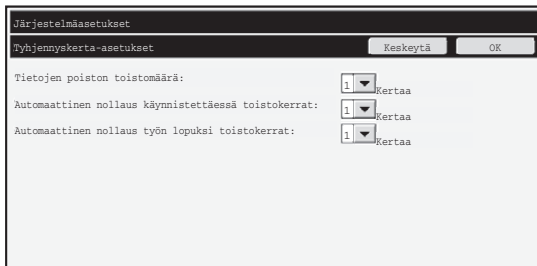 Järjestelmäasetukset
Tyhjennyskerta-asetukset Keskeytä OK
Tietojen poiston toistomäärä: 1 Kertaa
Automaattinen nollaus käynnistettäessä toistokerrat: 1 Kertaa
Automaattinen nollaus työn lopuksi toistokerrat: 1 Kertaa